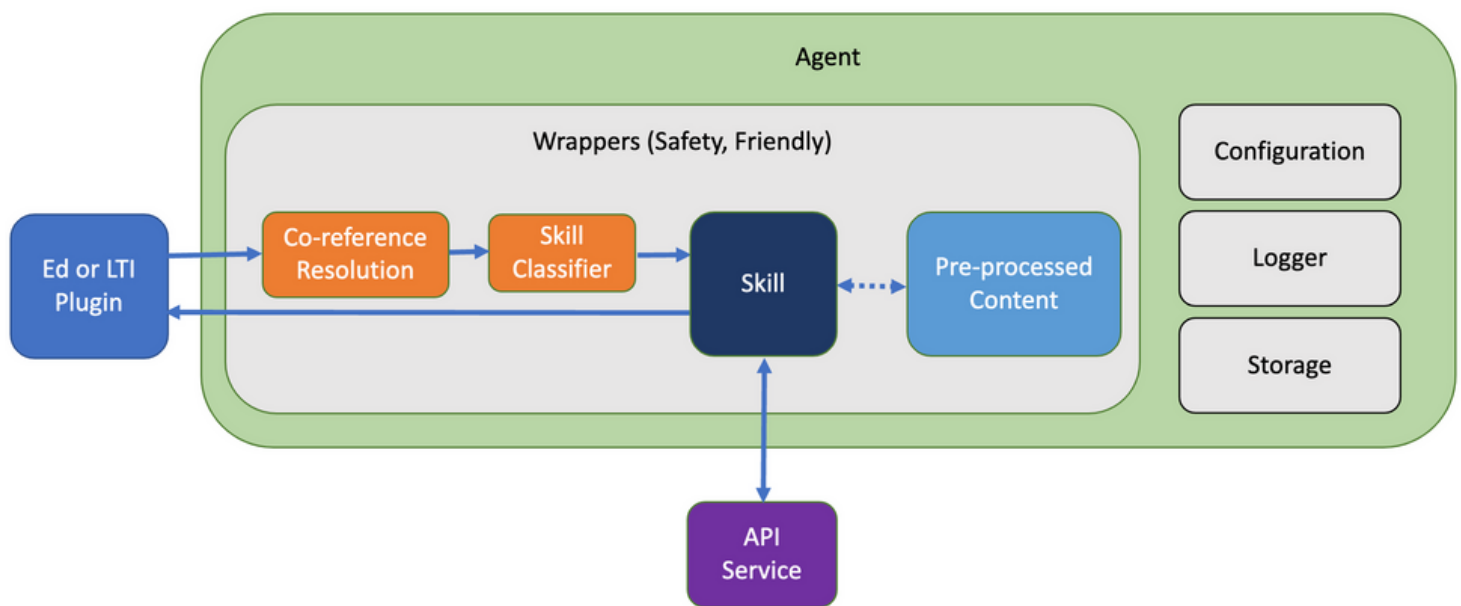 Agent
Wrappers (Safety, Friendly)
Ed or LTI
Plugin
Co-reference
Resolution
Skill
Classifier
Skill
Pre-processed
Content
Configuration
Logger
Storage
API
Service